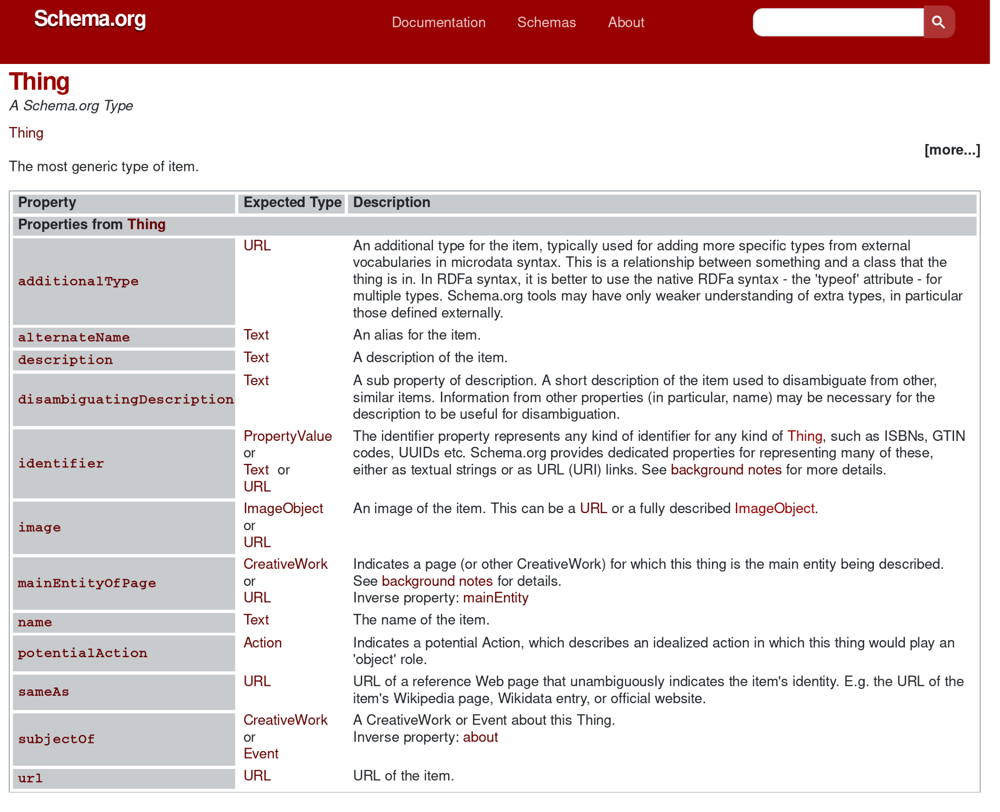 Schema.org
Documentation Schemas About
Thing
A Schema.org Type
Thing
[more...]
The most generic type of item.
Property Expected Type Description
Properties from Thing
additionalType URL An additional type for the item, typically used for adding more specific types from external
vocabularies in microdata syntax. This is a relationship between something and a class that the
thing is in. In RDFa syntax, it is better to use the native RDFa syntax - the 'typeof' attribute - for
multiple types. Schema.org tools may have only weaker understanding of extra types, in particular
those defined externally.
alternateName Text An alias for the item.
description Text A description of the item.
disambiguatingDescription Text A sub property of description. A short description of the item used to disambiguate from other,
similar items. Information from other properties (in particular, name) may be necessary for the
description to be useful for disambiguation.
identifier PropertyValue The identifier property represents any kind of identifier for any kind of Thing, such as ISBNs, GTIN
or codes, UUIDs etc. Schema.org provides dedicated properties for representing many of these,
Text or either as textual strings or as URL (URI) links. See background notes for more details.
URL
image ImageObject An image of the item. This can be a URL or a fully described ImageObject.
or
URL
mainEntityOfPage CreativeWork Indicates a page (or other CreativeWork) for which this thing is the main entity being described.
or See background notes for details.
URL Inverse property: mainEntity
name Text The name of the item.
potentialAction Action Indicates a potential Action, which describes an idealized action in which this thing would play an
'object' role.
sameAs URL URL of a reference Web page that unambiguously indicates the item's identity. E.g. the URL of the
item's Wikipedia page, Wikidata entry, or official website.
subjectOf CreativeWork A CreativeWork or Event about this Thing.
or Inverse property: about
Event
url URL URL of the item.